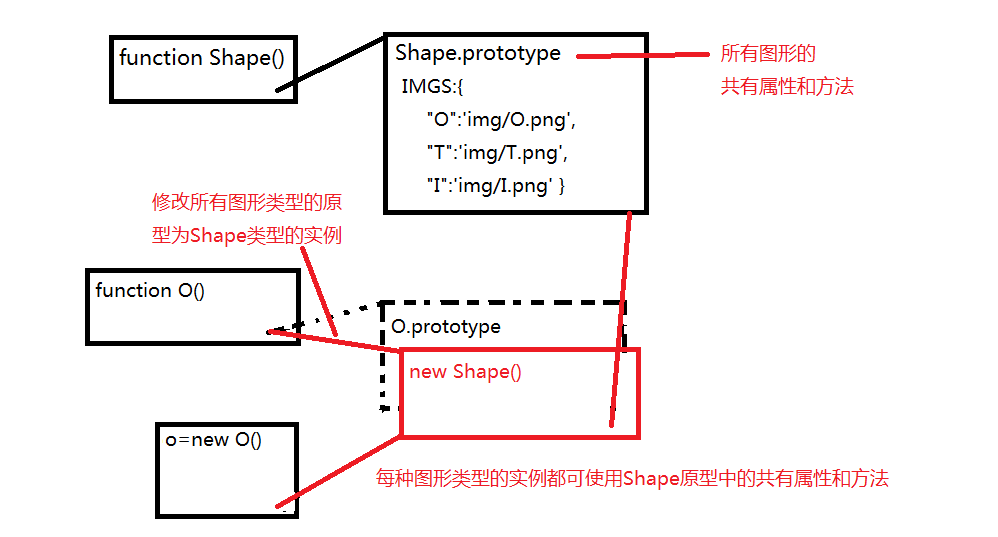 function Shape()
Shape.prototype
IMGS:{
"O":'img/O.png',
"T":'img/T.png',
"I":'img/I.png' }
所有图形的
共有属性和方法
修改所有图形类型的原
型为Shape类型的实例
function O()
O.prototype
new Shape()
o=new O()
每种图形类型的实例都可使用Shape原型中的共有属性和方法